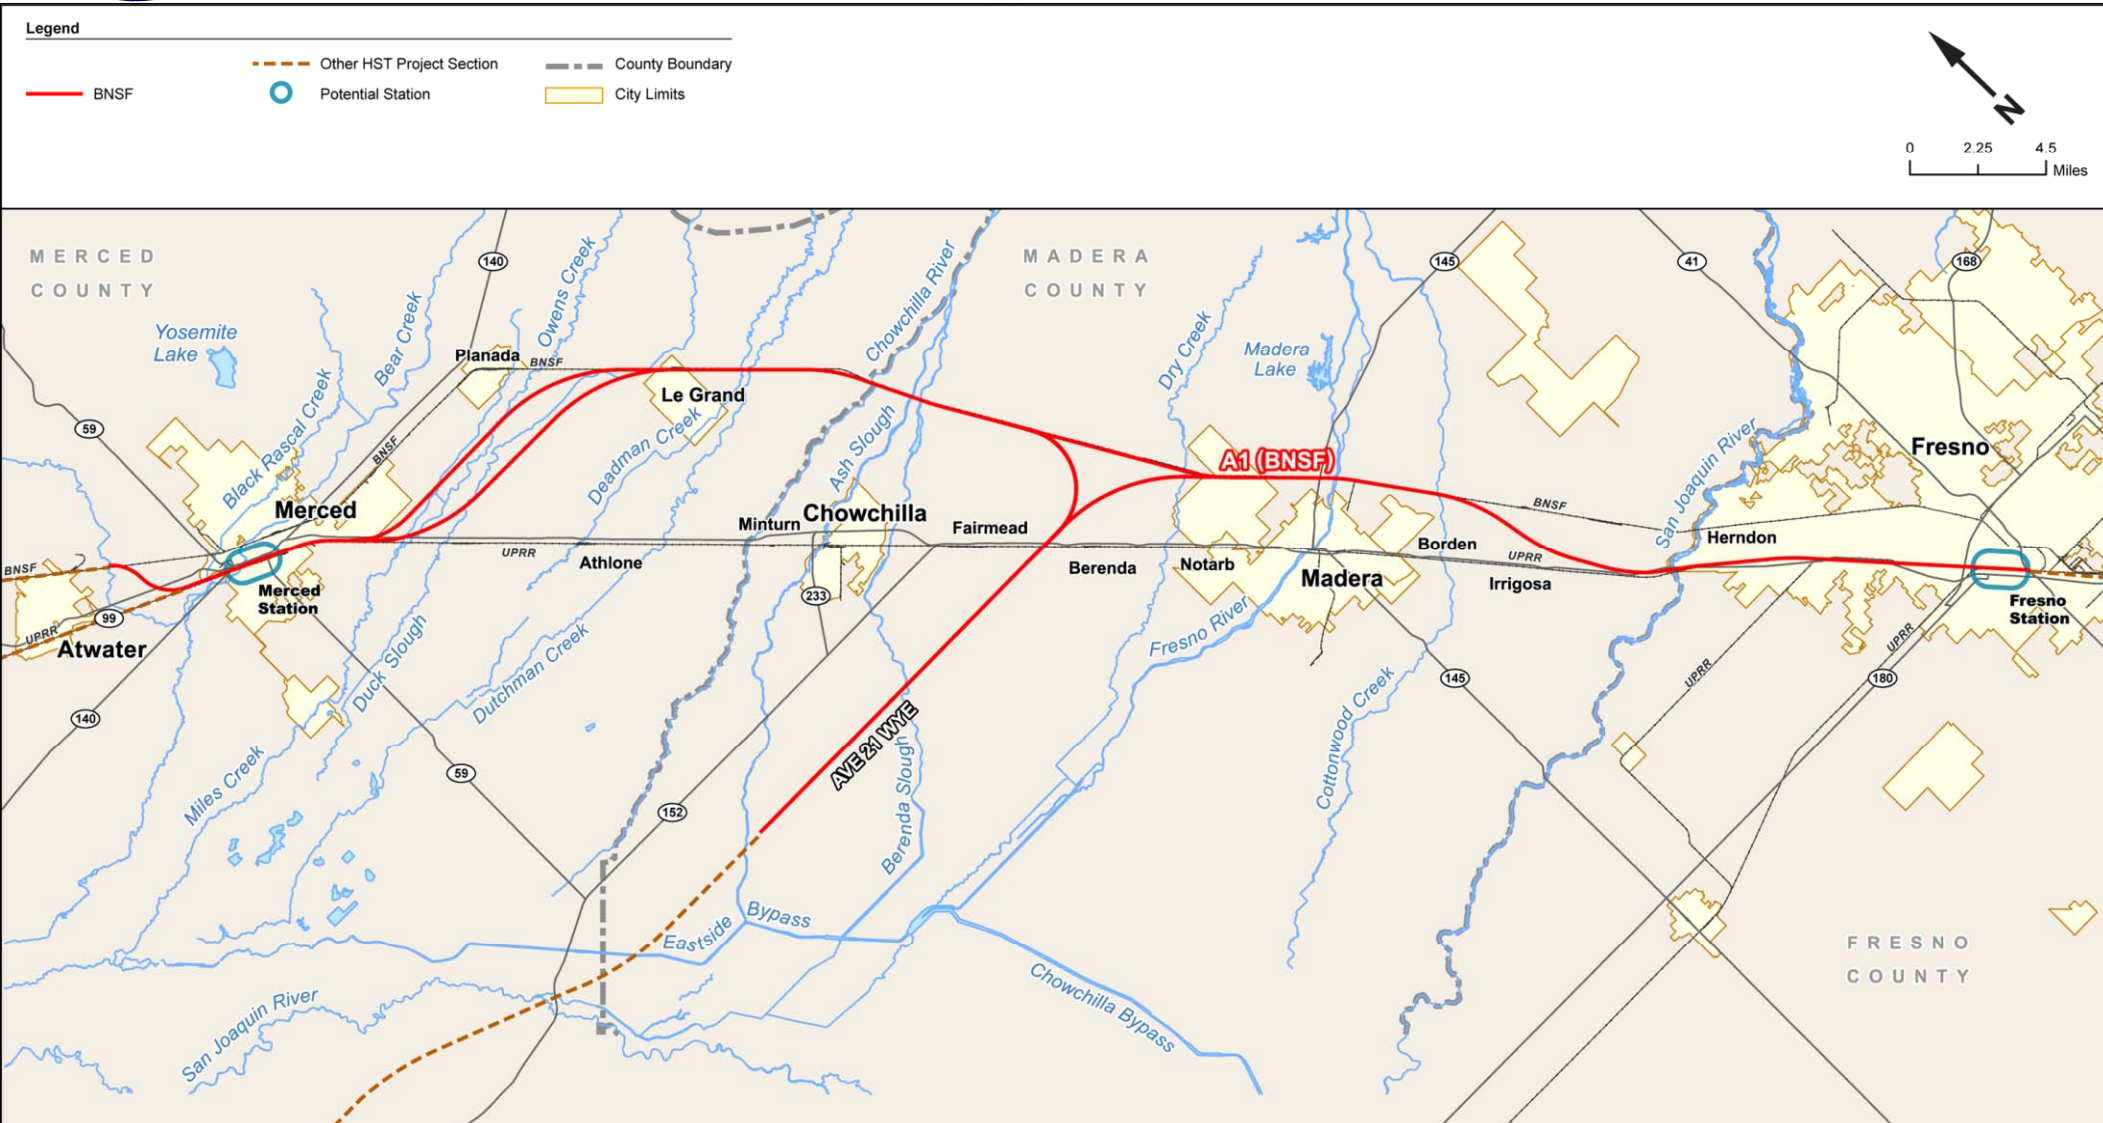 Legend
Other HST Project Section
County Boundary
BNSF
Potential Station
City Limits
N
0 2.25 4.5
Miles
MERCED
COUNTY
MADERA
COUNTY
140
145
41
168
Yosemite
Lake
Bear Creek
Owens Creek
Chowchilla River
Dry Creek
Madera
Lake
Planada
BNSF
Le Grand
Black Rascal Creek
59
BNSF
Deadman Creek
Ash Slough
A1 (BNSF)
San Joaquin River
Fresno
Merced
Minturn
Chowchilla
Fairmead
BNSF
Herndon
BNSF
UPRR
Athlone
Berenda
Notarb
Madera
Borden
UPRR
Irrigosa
Merced
Station
233
Fresno
Station
99
UPRR
Atwater
Duck Slough
Dutchman Creek
Fresno River
UPRR
UPRR
140
145
180
Miles Creek
59
AVE 21 WYE
Berenda Slough
Cottonwood Creek
152
Eastside
Bypass
Chowchilla Bypass
San Joaquin River
FRESNO
COUNTY